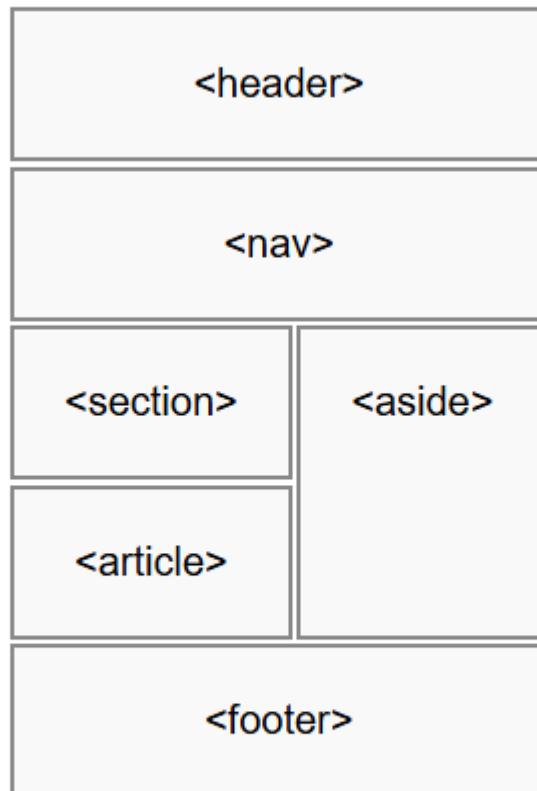 <header>
<nav>
<section>
<aside>
<article>
<footer>